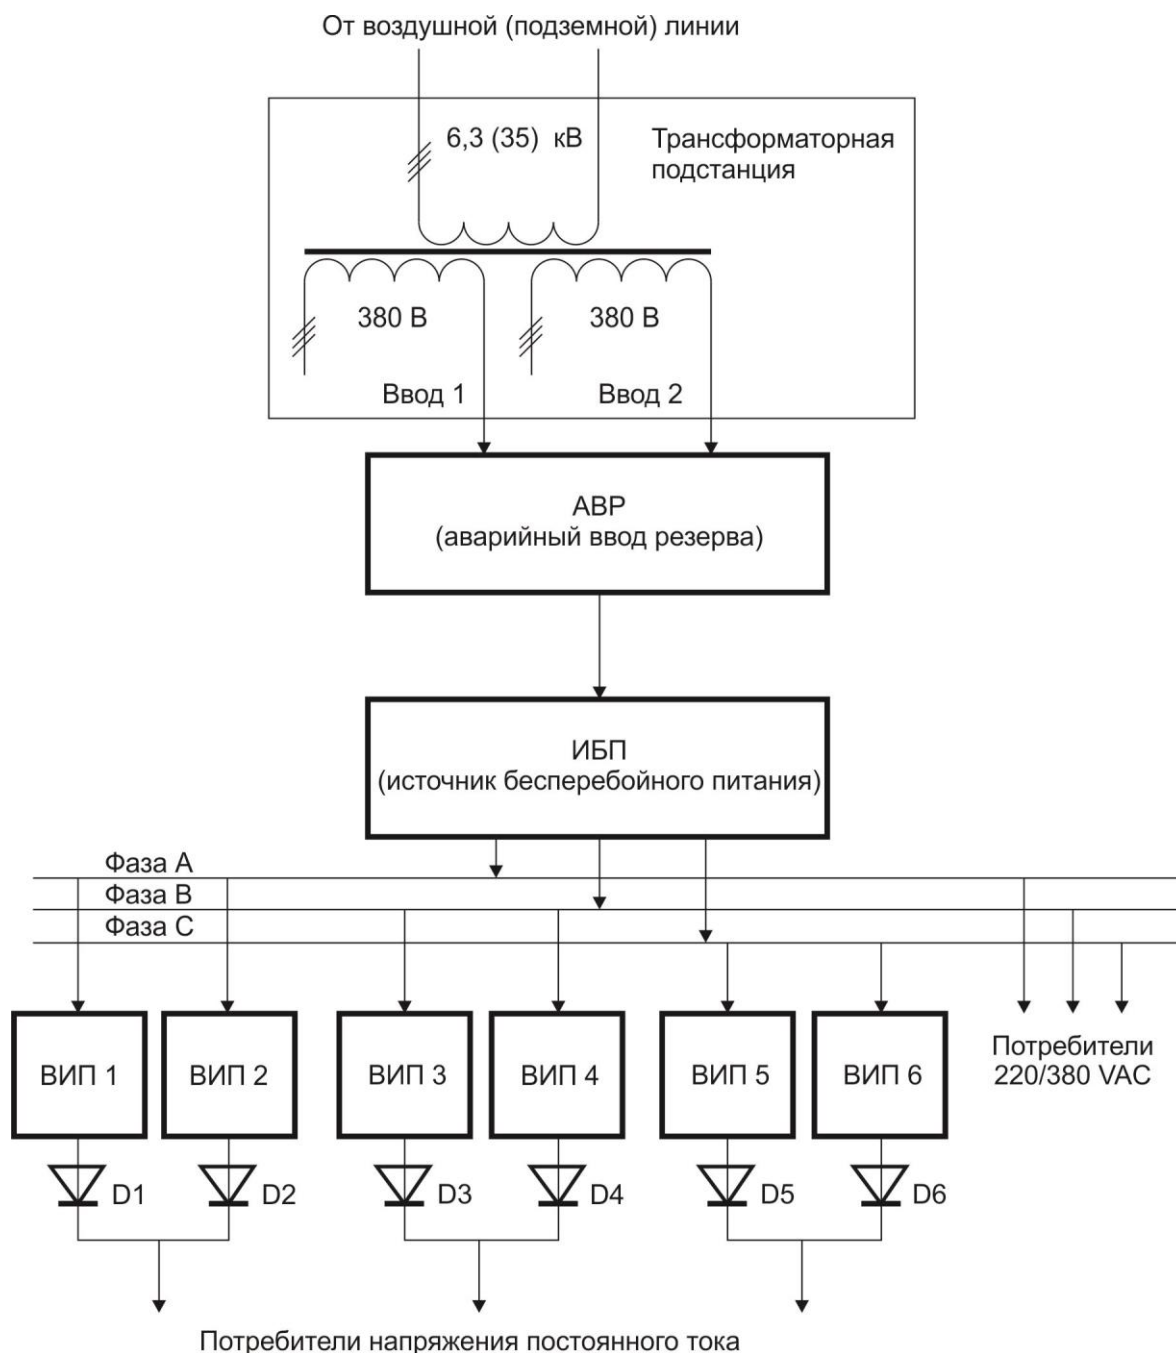 От воздушной (подземной) линии
6,3 (35) кВ
Трансформаторная
подстанция
380 В
380 В
Ввод 1
Ввод 2
АВР
(аварийный ввод резерва)
ИБП
(источник бесперебойного питания)
Фаза А
Фаза В
Фаза С
ВИП 1
ВИП 2
ВИП 3
ВИП 4
ВИП 5
ВИП 6
Потребители
220/380 VAC
D1
D2
D3
D4
D5
D6
Потребители напряжения постоянного тока